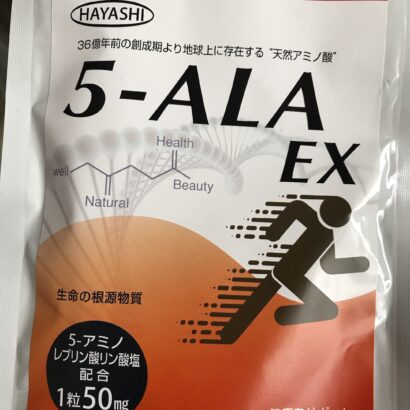 HAYASHI
36億年前の創成期より地球上に存在する “天然アミノ酸”
5-ALA
EX
Health
well
Beauty
Natural
生命の根源物質
5-アミノ
レブリン酸リン酸塩
配合
1粒50mg